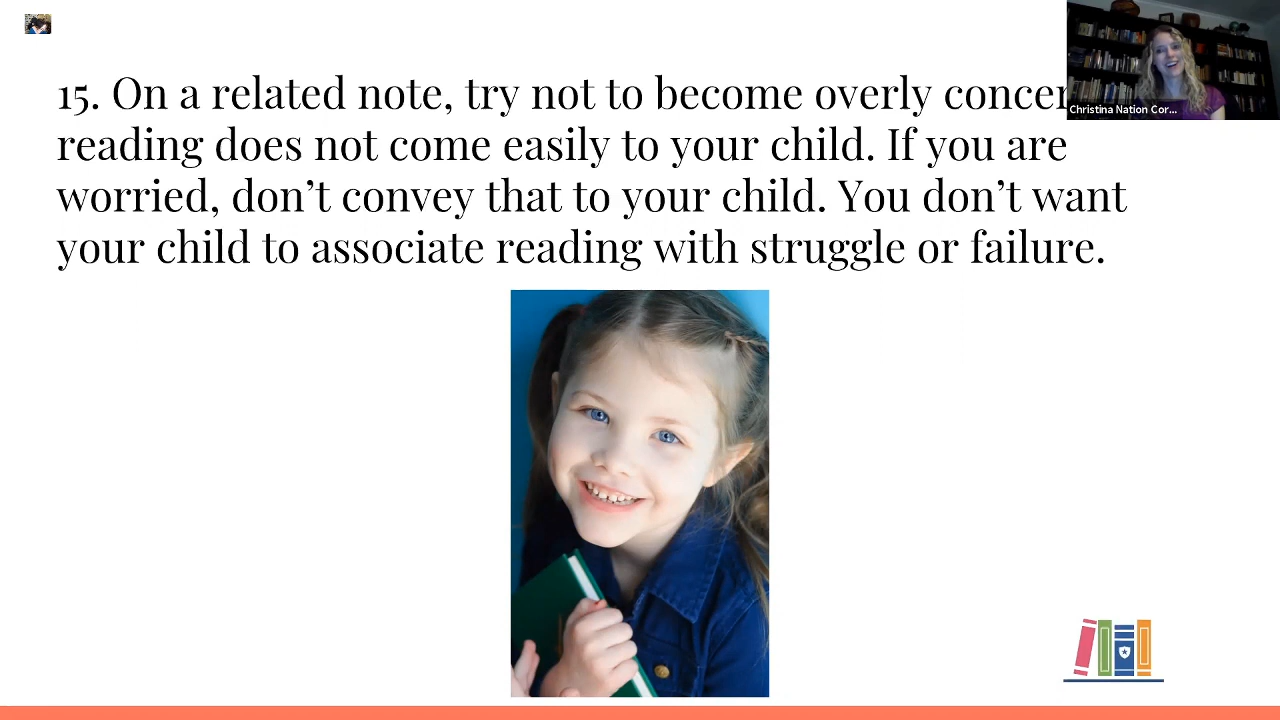 15. On a related note, try not to become overly
reading does not come easily to your child. If you are
worried, don’t convey that to your child. You don’t want
your child to associate reading with struggle or failure.
Christina Nation Cor...